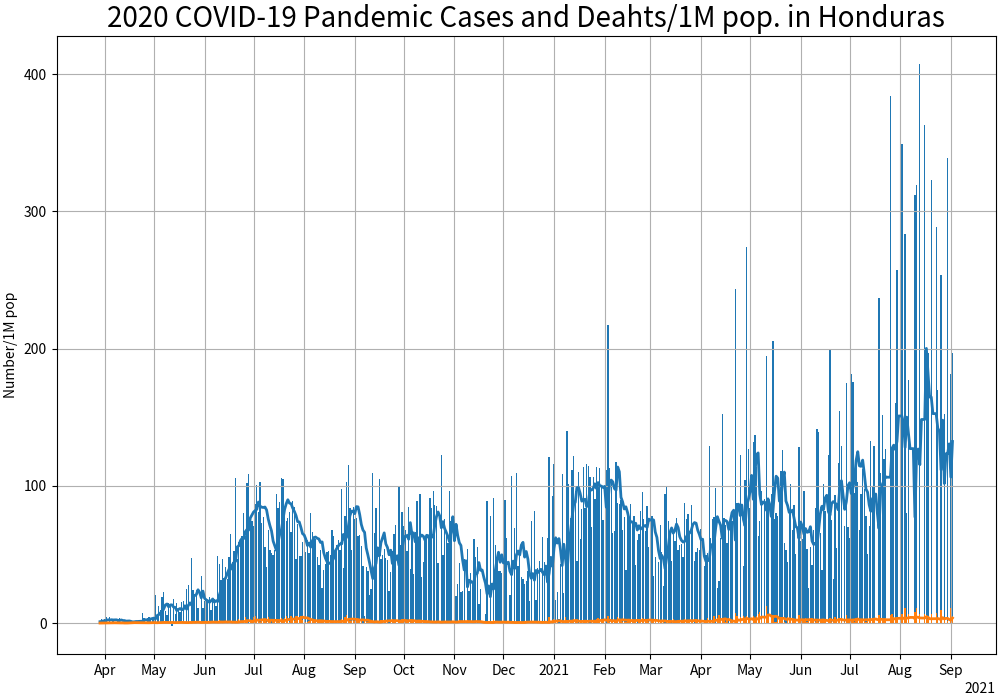 2020 COVID-19 Pandemic Cases and Deahts/1M pop. in Honduras
Number/1M pop
400
300
200
100
0
Apr May Jun Jul Aug Sep Oct Nov Dec 2021 Feb Mar Apr May Jun Jul Aug Sep
2021